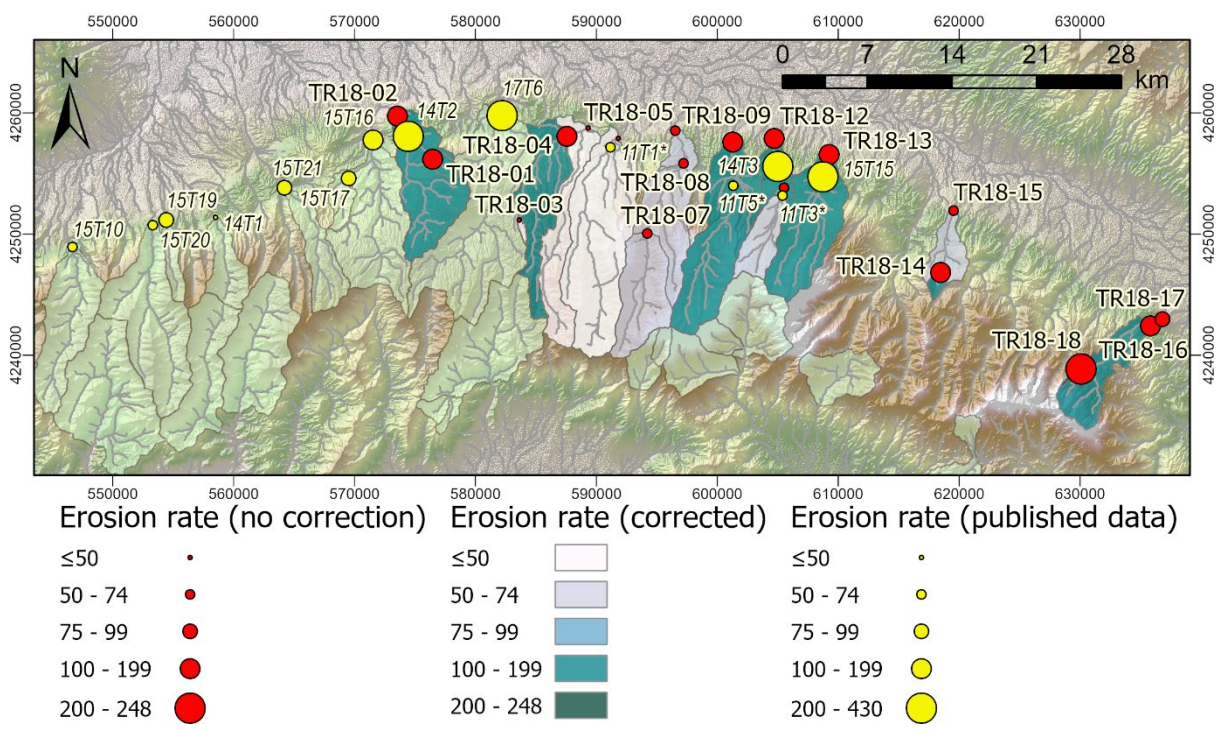 550000 560000 570000 580000 590000 600000 610000 620000 630000
N
0 7 14 21 28
km
4260000 4260000
4250000 4250000
4240000 4240000
TR18-02
14T2
17T6
TR18-05
TR18-09
TR18-12
15T16
TR18-04
11T1*
14T3
TR18-13
15T21
TR18-01
TR18-08
15T15
15T19
15T17
TR18-03
11T5*
11T3*
TR18-15
15T10
15T20
14T1
TR18-07
TR18-14
TR18-17
TR18-18
TR18-16
550000 560000 570000 580000 590000 600000 610000 620000 630000
Erosion rate (no correction)
≤50
50 - 74
75 - 99
100 - 199
200 - 248
Erosion rate (corrected)
≤50
50 - 74
75 - 99
100 - 199
200 - 248
Erosion rate (published data)
≤50
50 - 74
75 - 99
100 - 199
200 - 430